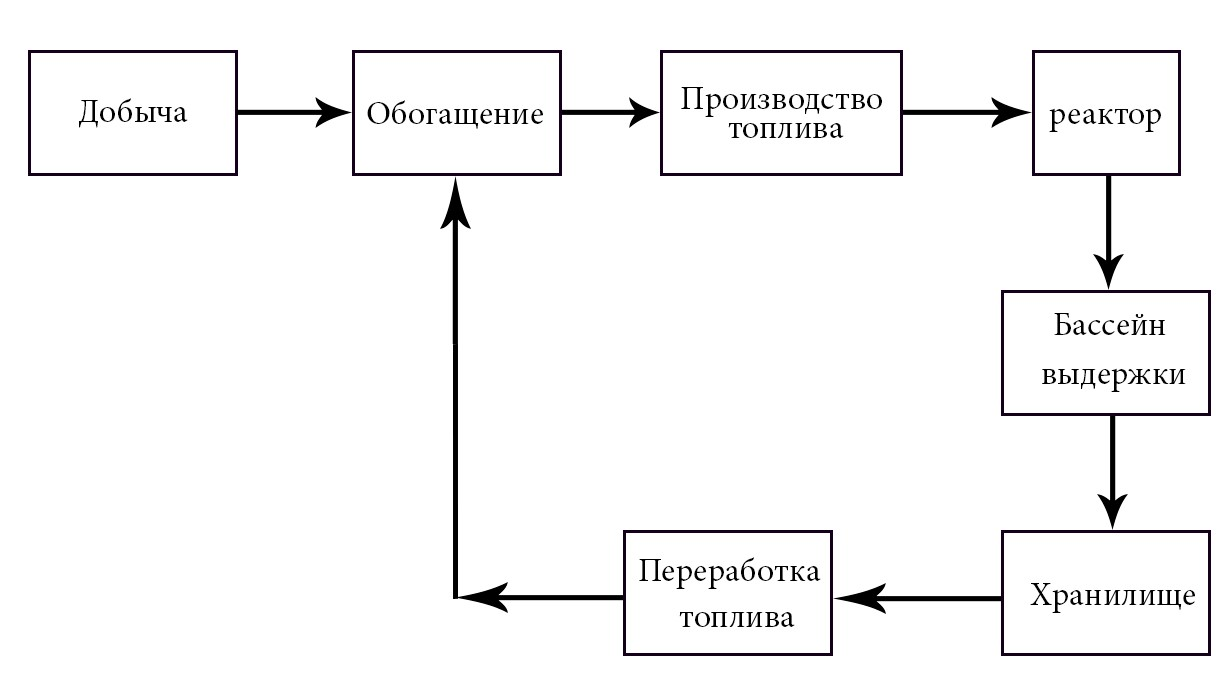 Добыча
Обогащение
Производство
топлива
реактор
Бассейн
выдержки
Переработка
топлива
Хранилище